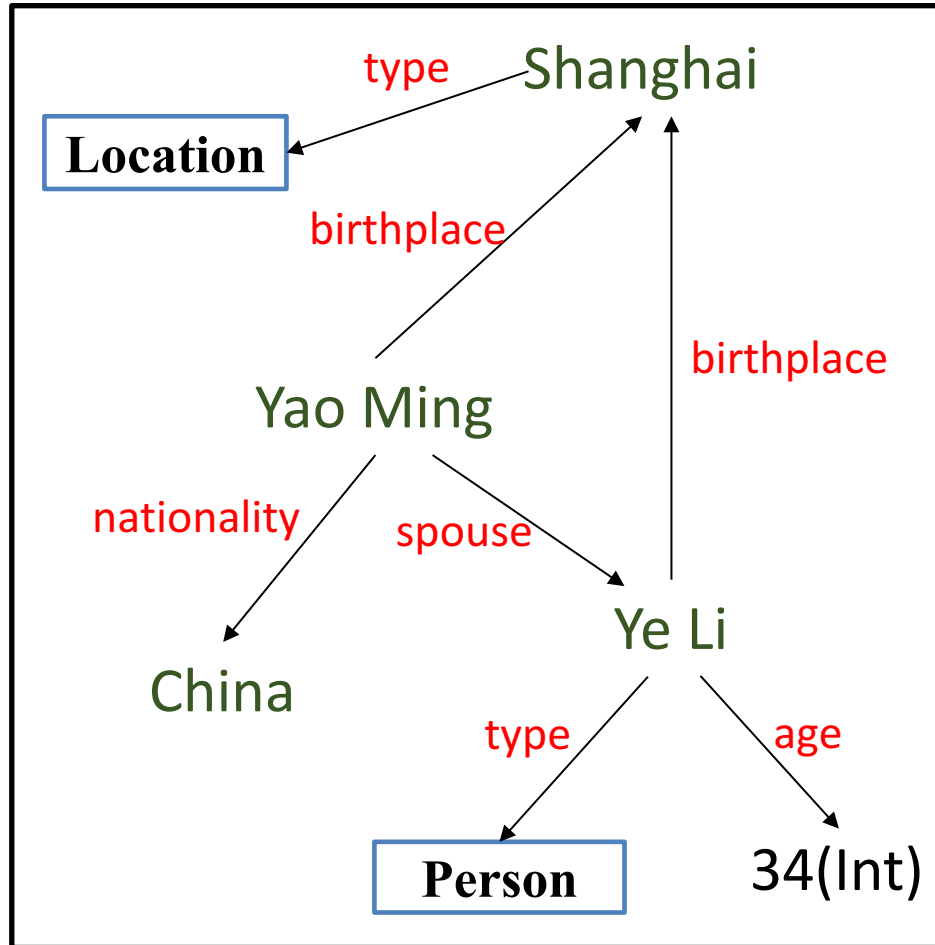 type
Shanghai
Location
birthplace
birthplace
Yao Ming
nationality
spouse
Ye Li
China
type
age
Person
34(Int)